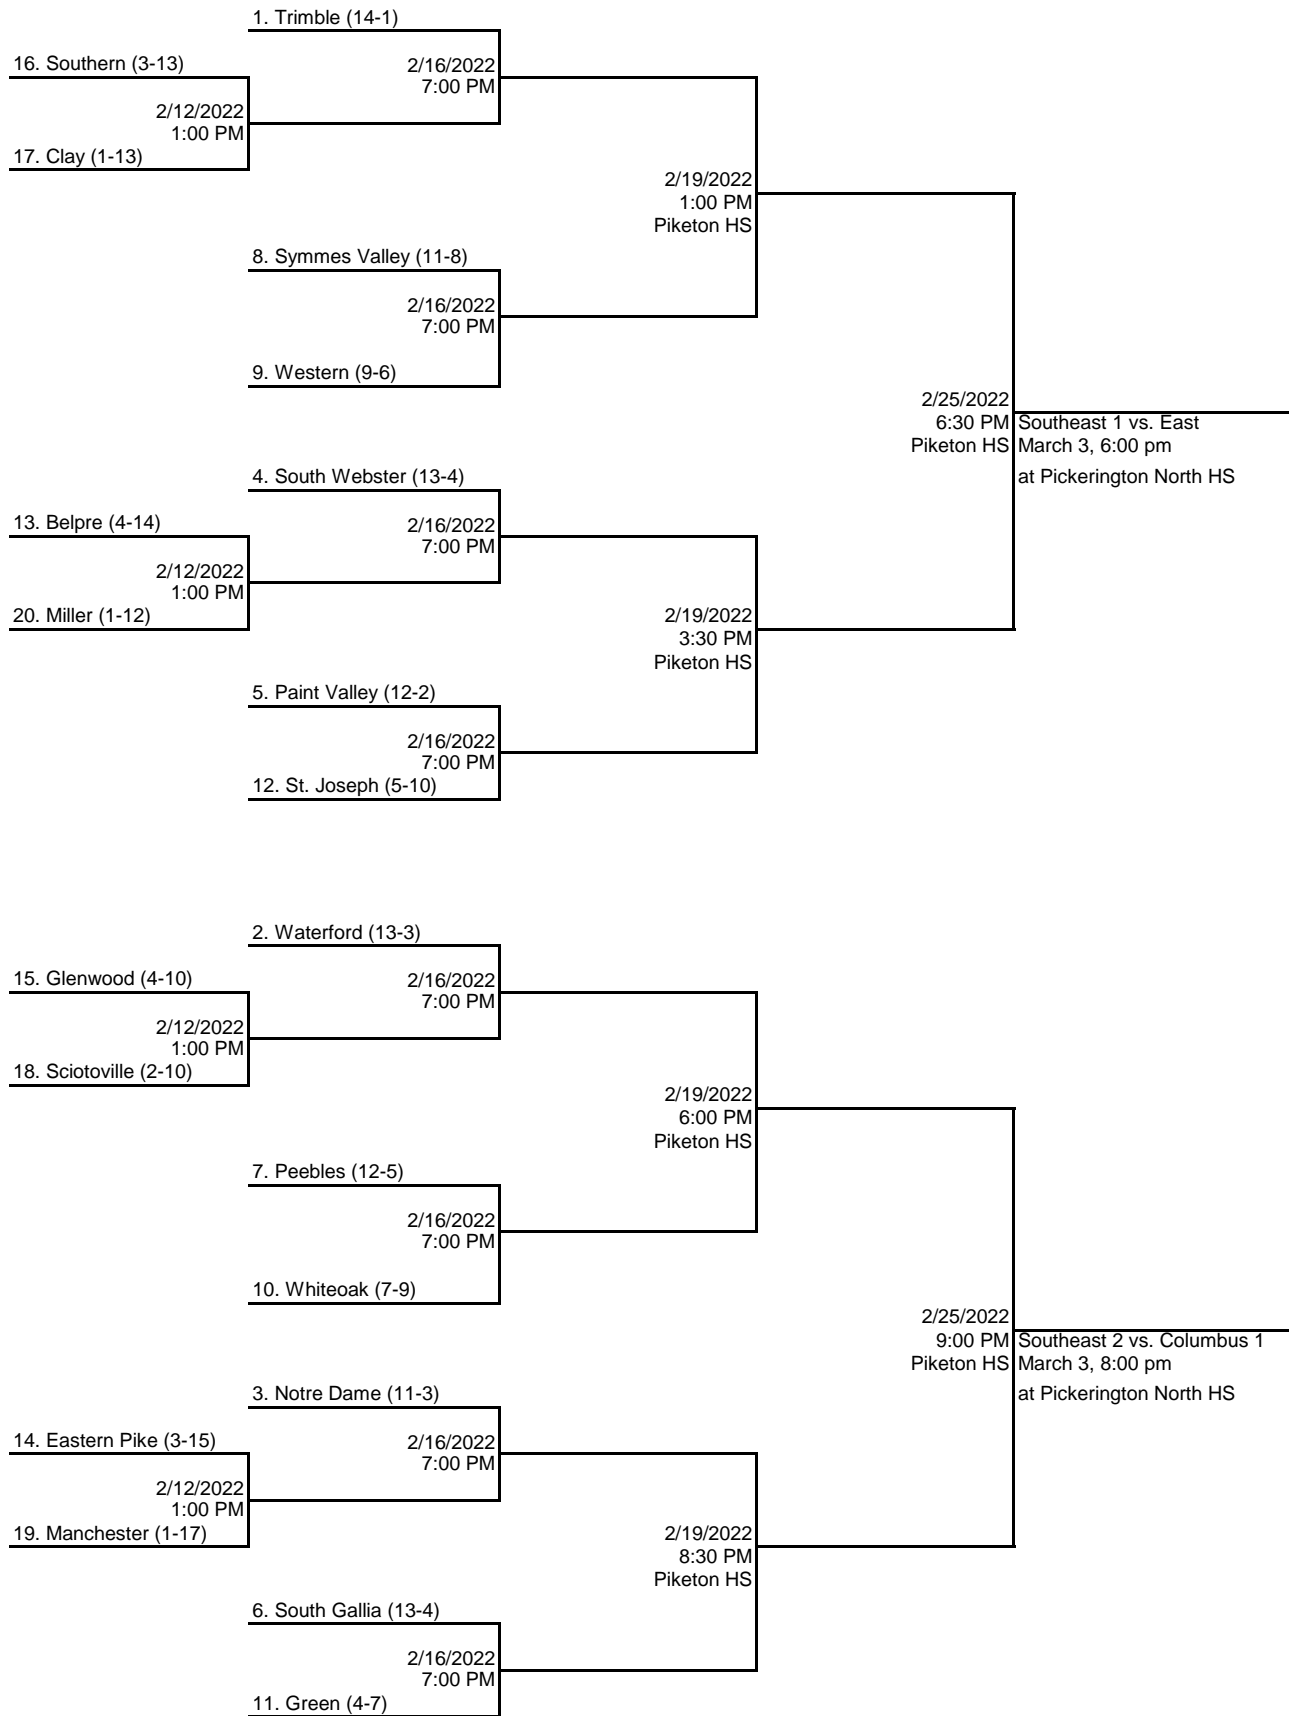 1. Trimble (14-1)
16. Southern (3-13)
2/16/2022
7:00 PM
2/12/2022
1:00 PM
17. Clay (1-13)
2/19/2022
1:00 PM
Piketon HS
8. Symmes Valley (11-8)
2/16/2022
7:00 PM
9. Western (9-6)
2/25/2022
6:30 PM
Piketon HS
Southeast 1 vs. East
March 3, 6:00 pm
at Pickerington North HS
4. South Webster (13-4)
13. Belpre (4-14)
2/16/2022
7:00 PM
2/12/2022
1:00 PM
20. Miller (1-12)
2/19/2022
3:30 PM
Piketon HS
5. Paint Valley (12-2)
2/16/2022
7:00 PM
12. St. Joseph (5-10)
2. Waterford (13-3)
15. Glenwood (4-10)
2/16/2022
7:00 PM
2/12/2022
1:00 PM
18. Sciotoville (2-10)
2/19/2022
6:00 PM
Piketon HS
7. Peebles (12-5)
2/16/2022
7:00 PM
10. Whiteoak (7-9)
2/25/2022
9:00 PM
Piketon HS
Southeast 2 vs. Columbus 1
March 3, 8:00 pm
at Pickerington North HS
3. Notre Dame (11-3)
14. Eastern Pike (3-15)
2/16/2022
7:00 PM
2/12/2022
1:00 PM
19. Manchester (1-17)
2/19/2022
8:30 PM
Piketon HS
6. South Gallia (13-4)
2/16/2022
7:00 PM
11. Green (4-7)